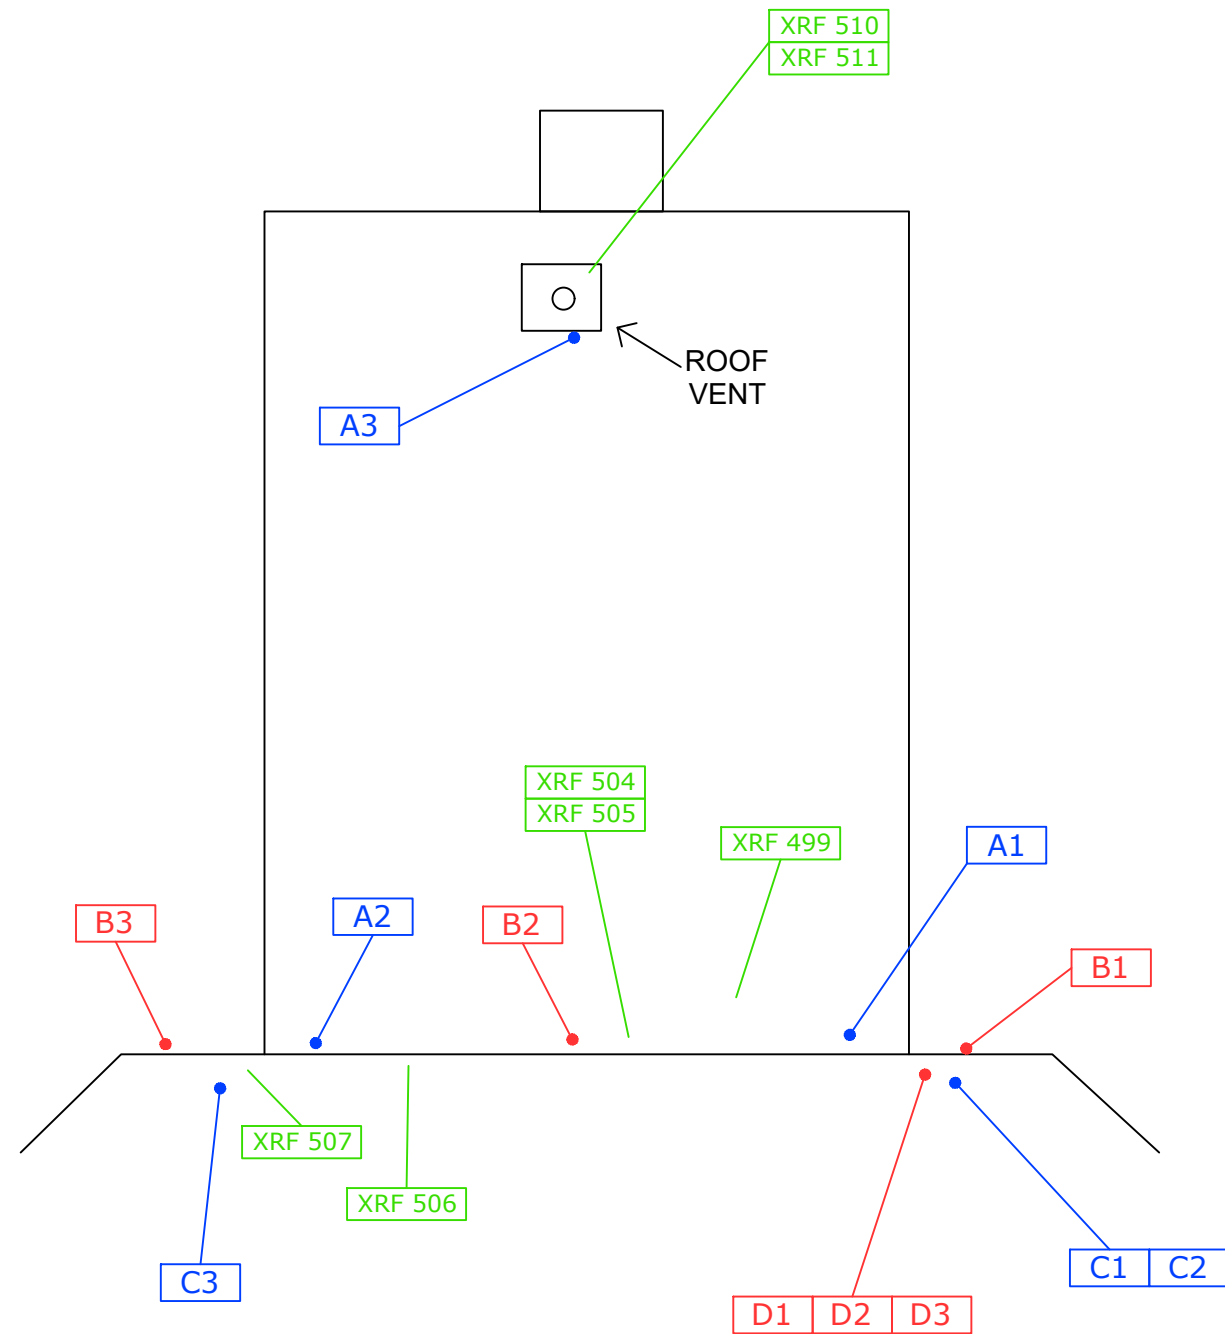 XRF 510
XRF 511
ROOF
VENT
A3
XRF 504
XRF 505
XRF 499
A1
B3
A2
B2
B1
XRF 507
XRF 506
C3
C1 C2
D1 D2 D3